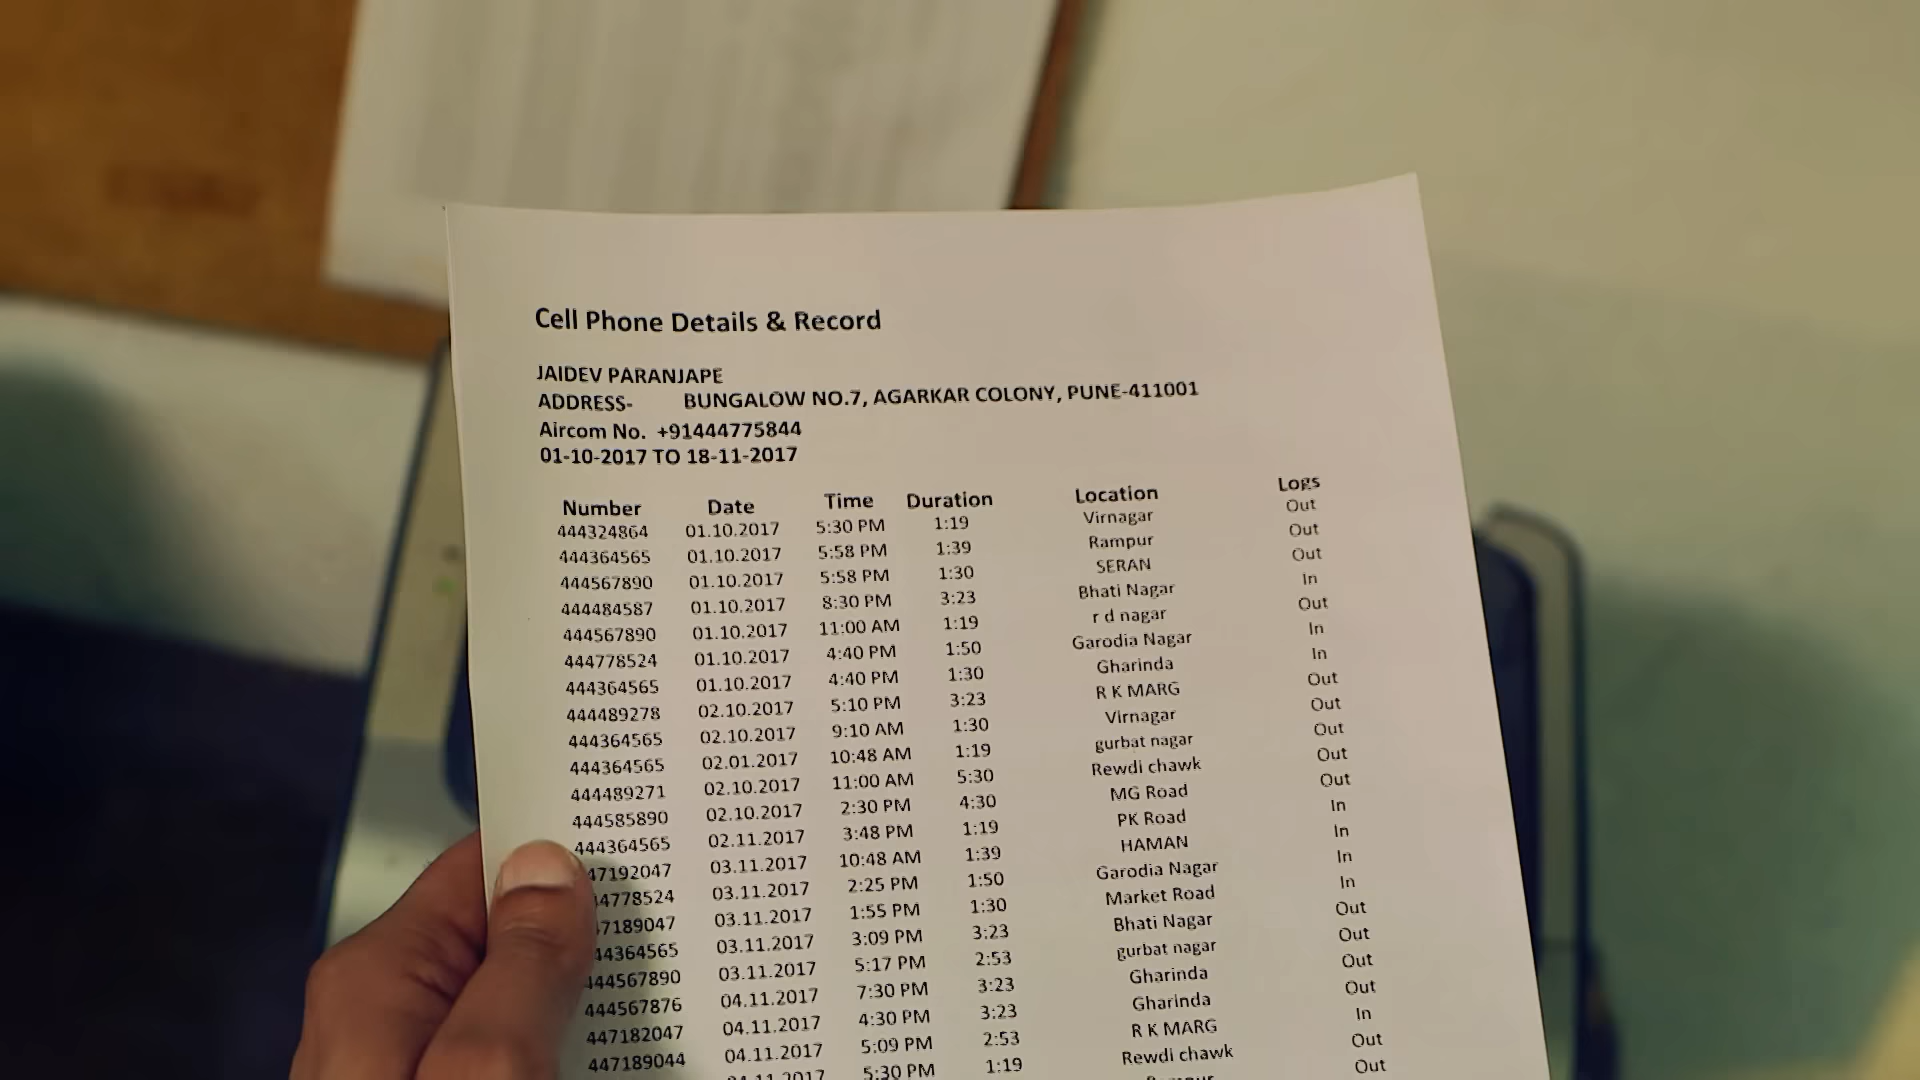 Cell Phone Details & Record
JAIDEV PARANJAPE
ADDRESS- BUNGALOW NO.7, AGARKAR COLONY, PUNE-411001
Aircom No. +91444775844
01-10-2017 TO 18-11-2017
Number Date Time Duration Location Logs
444324864 01.10.2017 5:30 PM 1:19 Virnagar Out
444364565 01.10.2017 5:58 PM 1:39 Rampur Out
444567890 01.10.2017 5:58 PM 1:30 SERAN Out
444484587 01.10.2017 8:30 PM 3:23 Bhati Nagar In
444567890 01.10.2017 11:00 AM 1:19 r d nagar Out
444778524 01.10.2017 4:40 PM 1:50 Garodia Nagar In
444364565 01.10.2017 4:40 PM 1:30 Gharinda In
444489278 02.10.2017 5:10 PM 3:23 R K MARG Out
444364565 02.10.2017 9:10 AM 1:30 Virnagar Out
444364565 02.01.2017 10:48 AM 1:19 gurbat nagar Out
444489271 02.10.2017 11:00 AM 5:30 Rewdi chawk Out
444585890 02.10.2017 2:30 PM 4:30 MG Road Out
444364565 02.11.2017 3:48 PM 1:19 PK Road In
47192047 03.11.2017 10:48 AM 1:39 HAMAN In
4778524 03.11.2017 2:25 PM 1:50 Garodia Nagar In
7189047 03.11.2017 1:55 PM 1:30 Market Road In
44364565 03.11.2017 3:09 PM 3:23 Bhati Nagar Out
444567890 03.11.2017 5:17 PM 2:53 gurbat nagar Out
444567876 04.11.2017 7:30 PM 3:23 Gharinda Out
447182047 04.11.2017 4:30 PM 3:23 Gharinda Out
447189044 04.11.2017 5:09 PM 2:53 R K MARG In
04.11.2017 5:30 PM 1:19 Rewdi chawk Out
Out